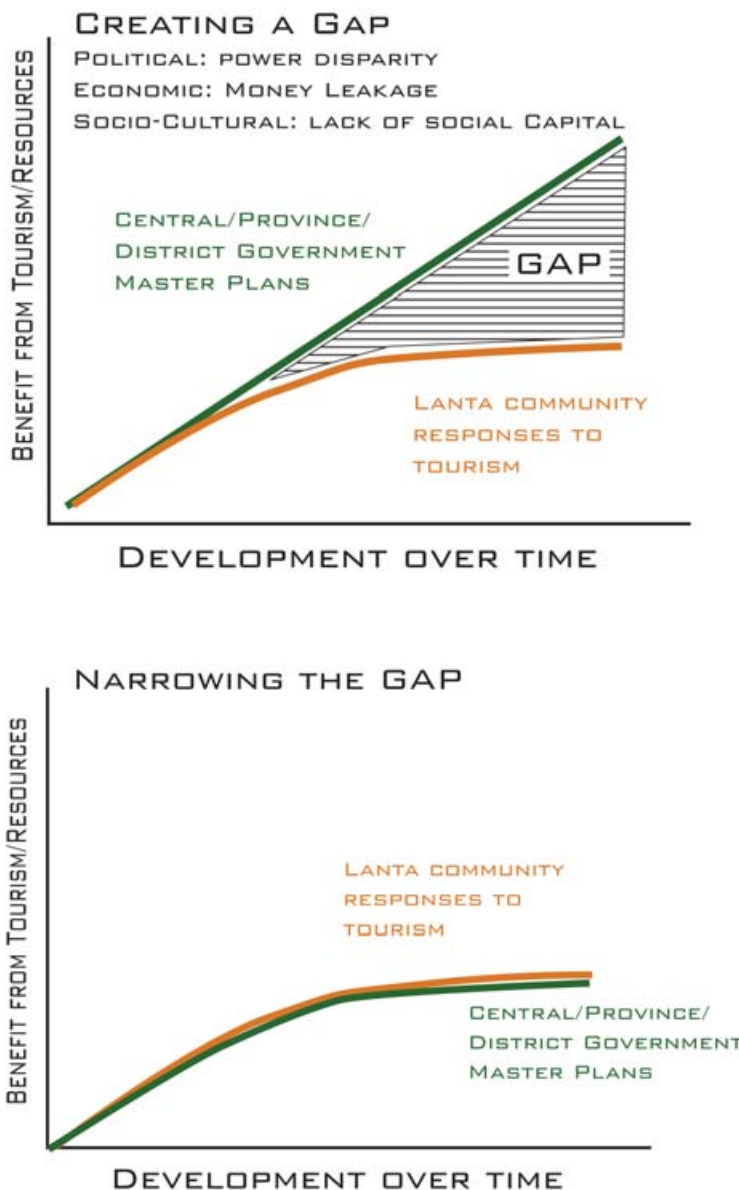 Creating a Gap
Political: power disparity
Economic: Money Leakage
Socio-Cultural: lack of social Capital
Benefit from Tourism/Resources
Central/Province/
District Government
Master Plans
GAP
Lanta community
responses to
tourism
Development over time
Narrowing the GAP
Benefit from Tourism/Resources
Lanta community
responses to
tourism
Central/Province/
District Government
Master Plans
Development over time